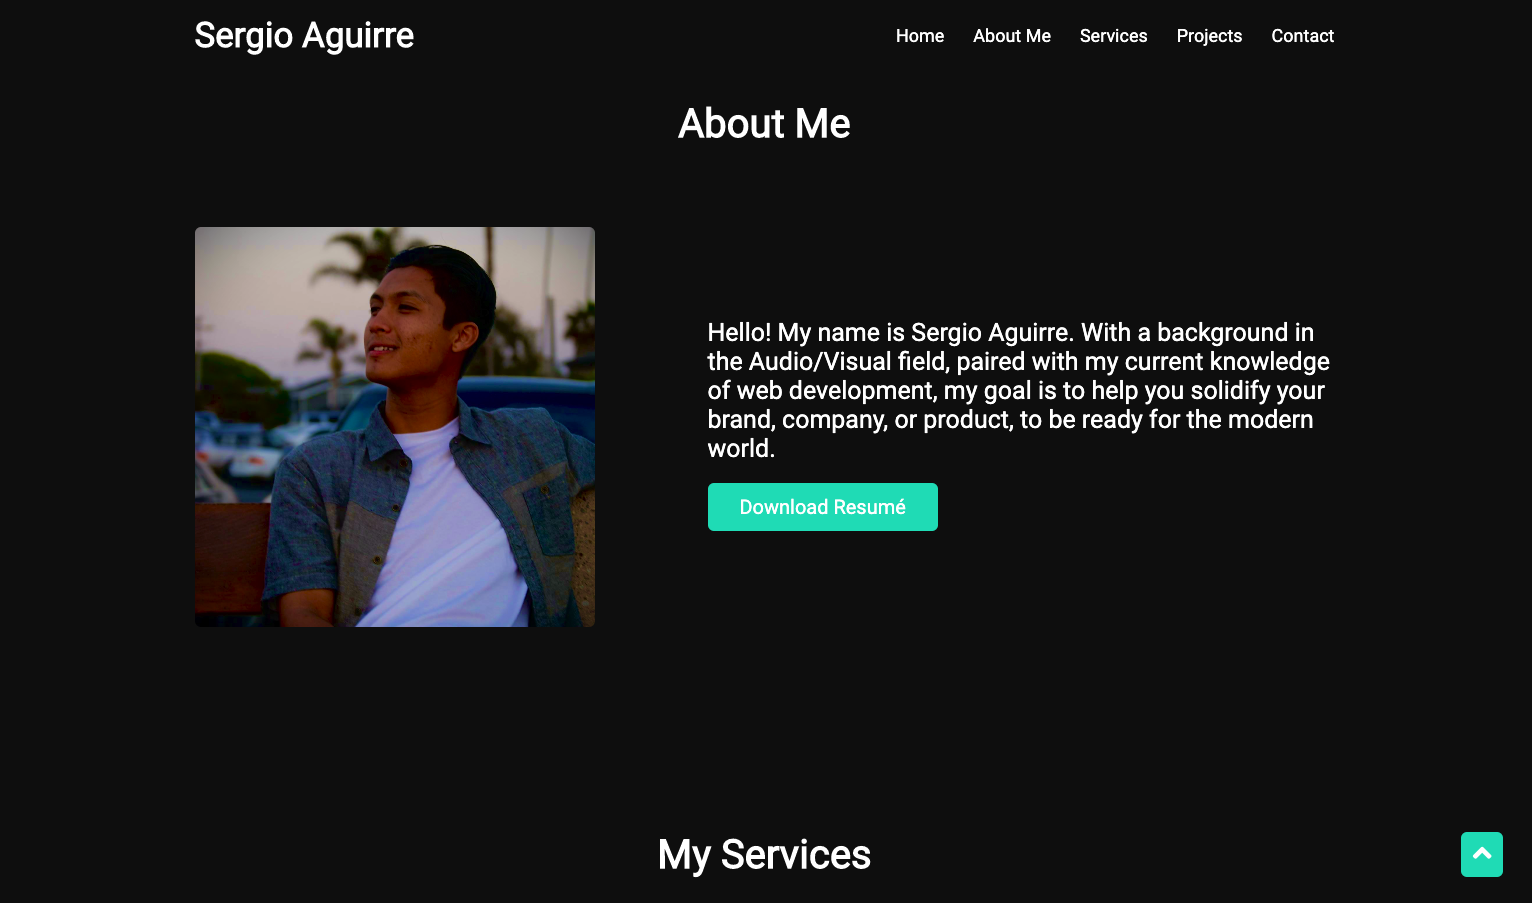 Sergio Aguirre
Home About Me Services Projects Contact
About Me
Hello! My name is Sergio Aguirre. With a background in
the Audio/Visual field, paired with my current knowledge
of web development, my goal is to help you solidify your
brand, company, or product, to be ready for the modern
world.
Download Resumé
My Services